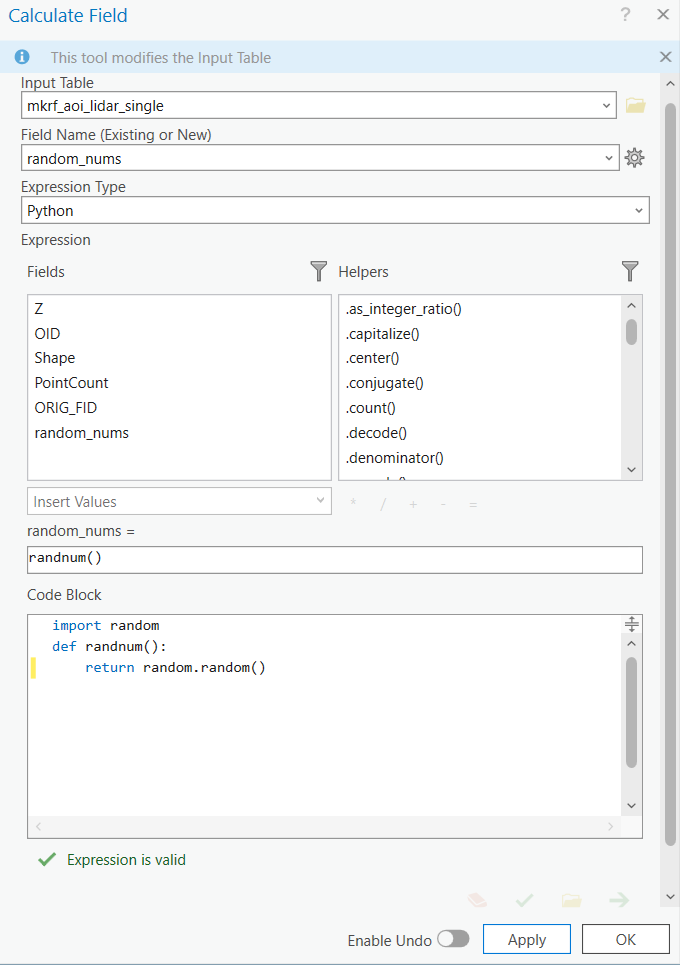 Calculate Field ?
This tool modifies the Input Table
Input Table
mkrf_aoi_lidar_single
Field Name (Existing or New)
random_nums
Expression Type
Python
Expression
Fields
Helpers
Z
OID
Shape
PointCount
ORIG_FID
random_nums
.as_integer_ratio()
.capitalize()
.center()
.conjugate()
.count()
.decode()
.denominator()
Insert Values
* / + - =
random_nums =
randnum()
Code Block
import random
def randnum():
return random.random()
Expression is valid
Enable Undo
Apply
OK